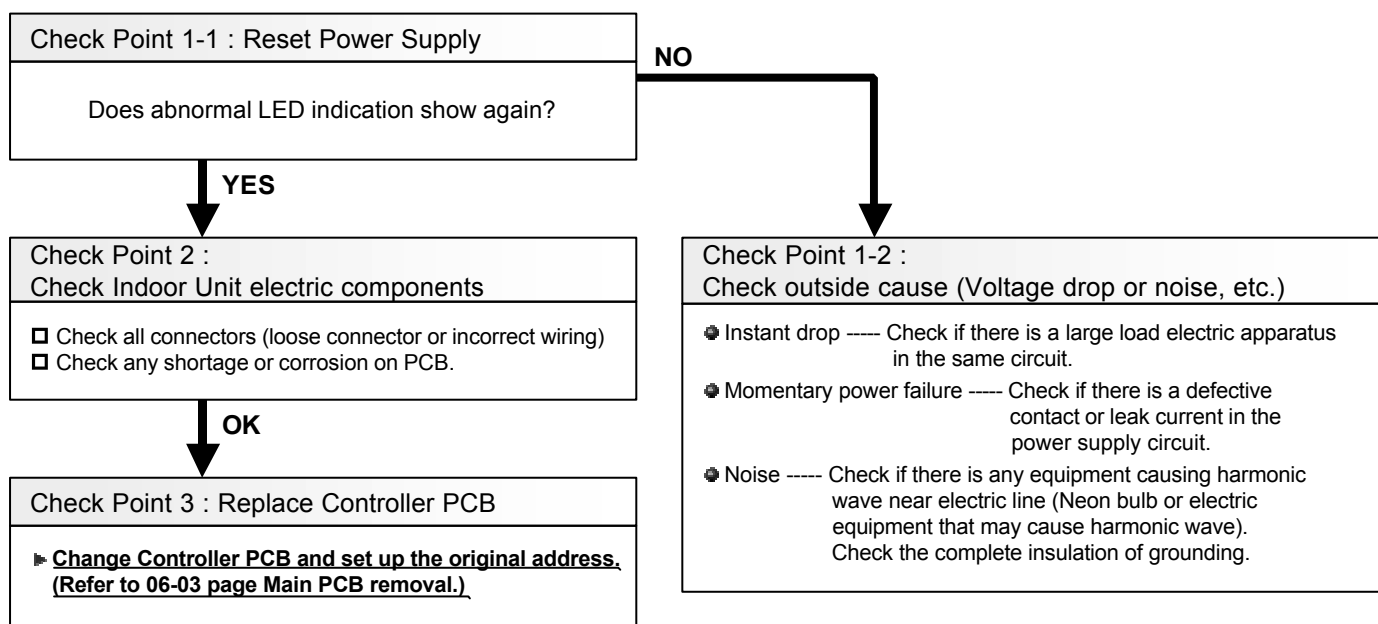 Check Point 1-1 : Reset Power Supply
Does abnormal LED indication show again?
NO
YES
Check Point 2 :
Check Indoor Unit electric components
Check all connectors (loose connector or incorrect wiring)
Check any shortage or corrosion on PCB.
OK
Check Point 3 : Replace Controller PCB
Change Controller PCB and set up the original address.
(Refer to 06-03 page Main PCB removal.)
Check Point 1-2 :
Check outside cause (Voltage drop or noise, etc.)
Instant drop ----- Check if there is a large load electric apparatus
in the same circuit.
Momentary power failure ----- Check if there is a defective
contact or leak current in the
power supply circuit.
Noise ----- Check if there is any equipment causing harmonic
wave near electric line (Neon bulb or electric
equipment that may cause harmonic wave).
Check the complete insulation of grounding.